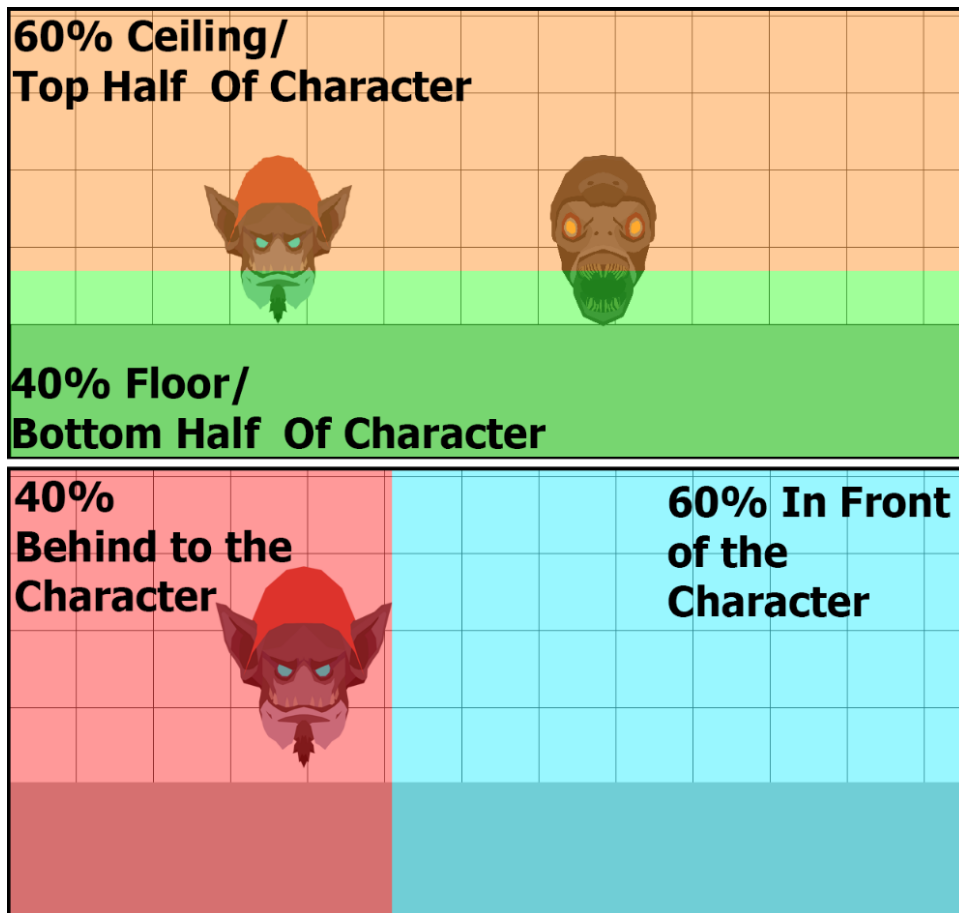 60% Ceiling/
Top Half Of Character
40% Floor/
Bottom Half Of Character
40%
Behind to the
Character
60% In Front
of the
Character